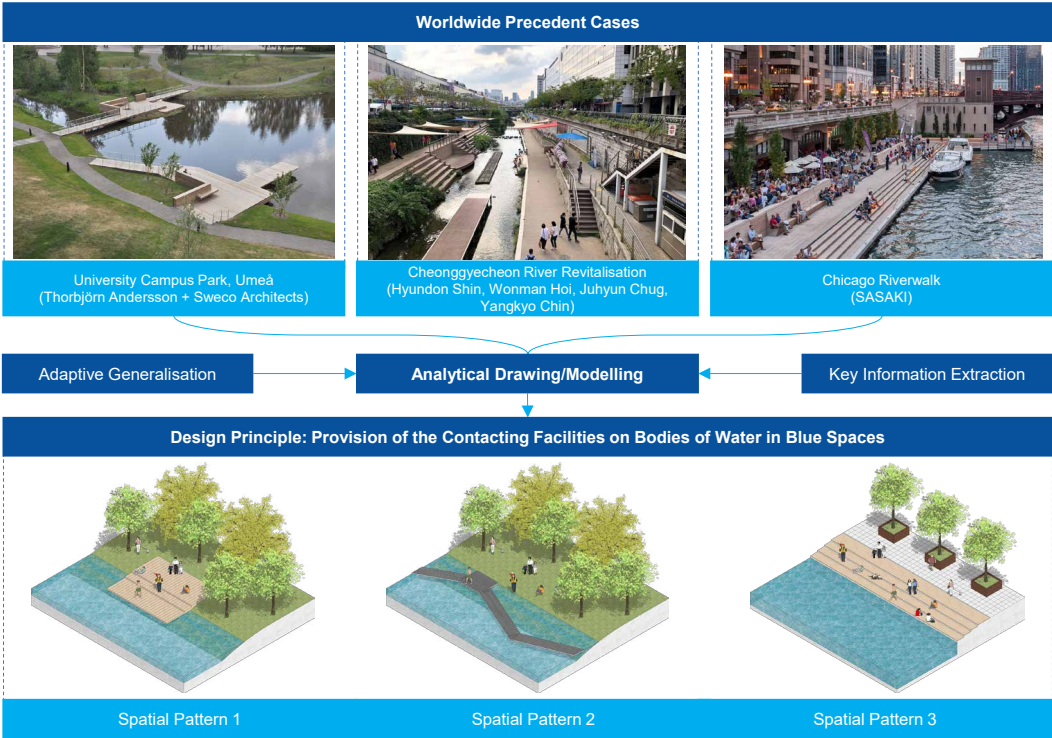 Worldwide Precedent Cases
University Campus Park, Umeå
(Thorbjörn Andersson + Sweco Architects)
Cheonggyecheon River Revitalisation
(Hyundon Shin, Wonman Hoi, Juhyun Chug,
Yangkyo Chin)
Chicago Riverwalk
(SASAKI)
Adaptive Generalisation
Analytical Drawing/Modelling
Key Information Extraction
Design Principle: Provision of the Contacting Facilities on Bodies of Water in Blue Spaces
Spatial Pattern 1
Spatial Pattern 2
Spatial Pattern 3